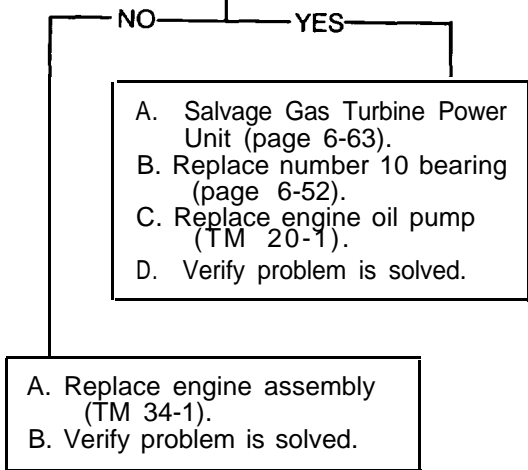 NO YES
A. Salvage Gas Turbine Power
Unit (page 6-63).
B. Replace number 10 bearing
(page 6-52).
C. Replace engine oil pump
(TM 20-1).
D. Verify problem is solved.
A. Replace engine assembly
(TM 34-1).
B. Verify problem is solved.